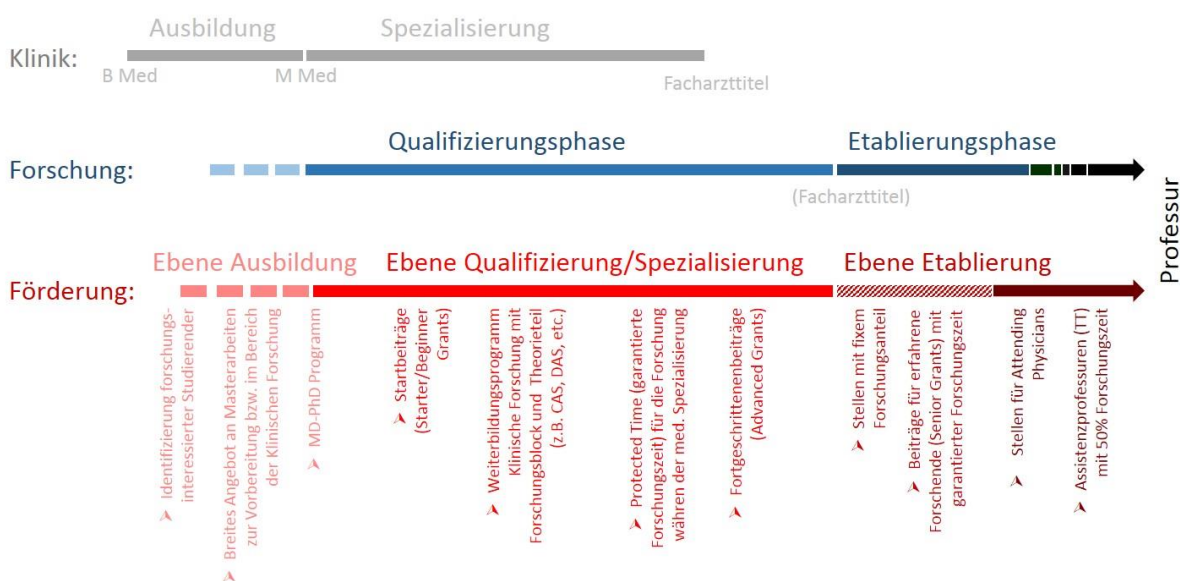 Ausbildung
Spezialisierung
Klinik:
B Med
M Med
Facharzttitel
Qualifizierungsphase
Etablierungsphase
Forschung:
(Facharzttitel)
Professur
Ebene Ausbildung
Ebene Qualifizierung/Spezialisierung
Ebene Etablierung
Förderung:
Identifizierung forschungs-
interessierter Studierender
Breites Angebot an Masterarbeiten
zur Vorbereitung bzw. im Bereich
der Klinischen Forschung
MD-PhD Programm
Startbeiträge
(Starter/Beginner
Grants)
Weiterbildungsprogramm
Klinische Forschung mit
Forschungsblock und Theorieteil
(z.B. CAS, DAS, etc.)
Protected Time (garantierte
Forschungszeit) für die Forschung
währen der med. Spezialisierung
Fortgeschrittenenbeiträge
(Advanced Grants)
Stellen mit fixem
Forschungsanteil
Beiträge für erfahrene
Forschende (Senior Grants) mit
garantierter Forschungszeit
Stellen für Attending
Physicians
Assistenzprofessuren (TT)
mit 50% Forschungszeit